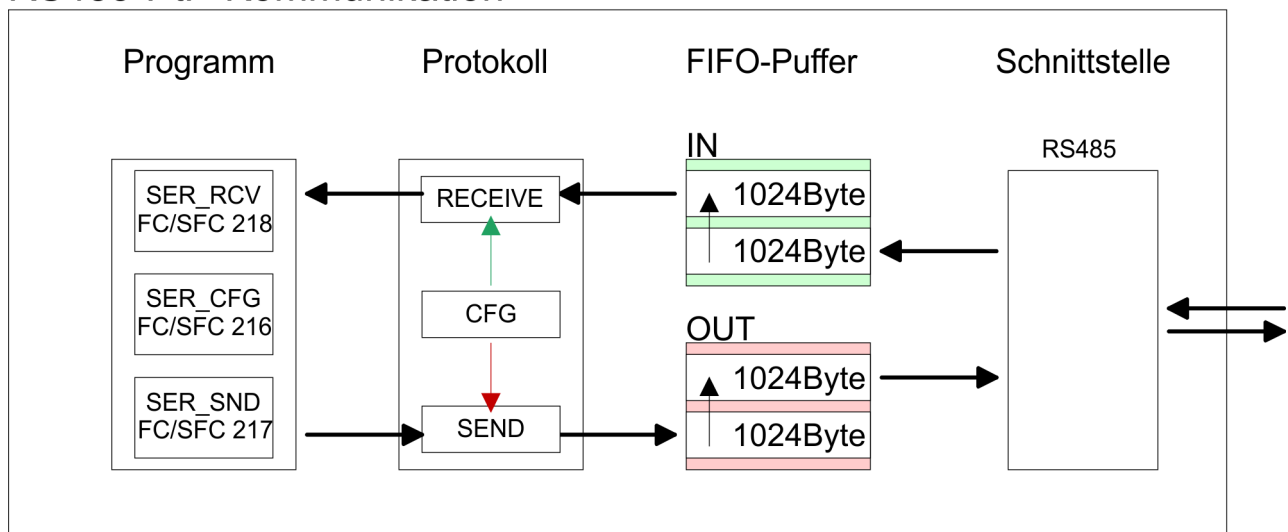 Programm
Protokoll
FIFO-Puffer
Schnittstelle
SER_RCV
FC/SFC 218
SER_CFG
FC/SFC 216
SER_SND
FC/SFC 217
RECEIVE
CFG
SEND
IN
1024Byte
1024Byte
OUT
1024Byte
1024Byte
RS485